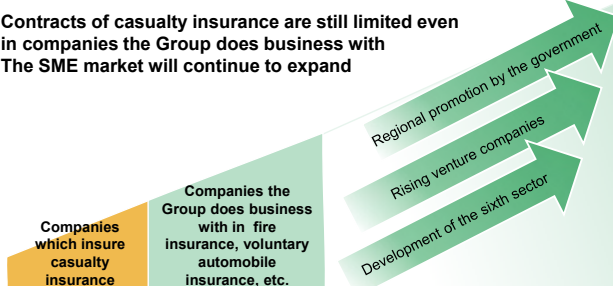 Contracts of casualty insurance are still limited even
in companies the Group does business with
The SME market will continue to expand
Regional promotion by the government
Rising venture companies
Development of the sixth sector
Companies the
Group does business
with in fire
insurance, voluntary
automobile
insurance, etc.
Companies
which insure
casualty
insurance